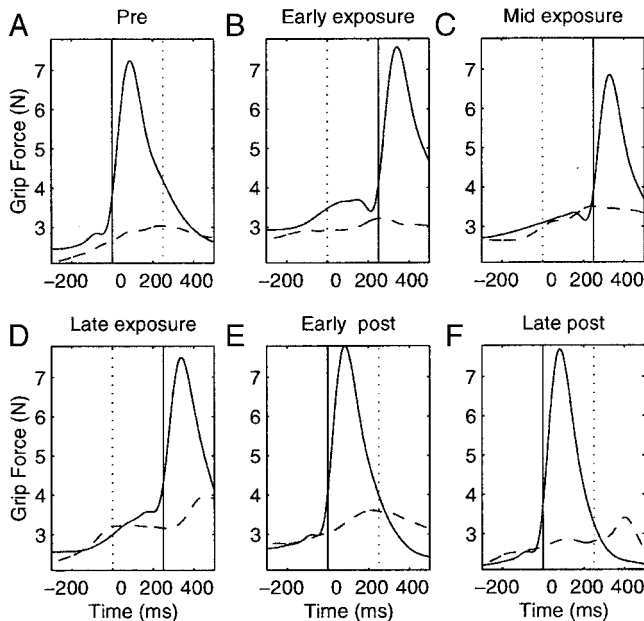 A Pre
B Early exposure
C Mid exposure
Grip Force (N)
7
6
5
4
3
−200 0 200 400
7
6
5
4
3
−200 0 200 400
7
6
5
4
3
−200 0 200 400
D Late exposure
E Early post
F Late post
Grip Force (N)
7
6
5
4
3
−200 0 200 400
Time (ms)
7
6
5
4
3
−200 0 200 400
Time (ms)
7
6
5
4
3
−200 0 200 400
Time (ms)